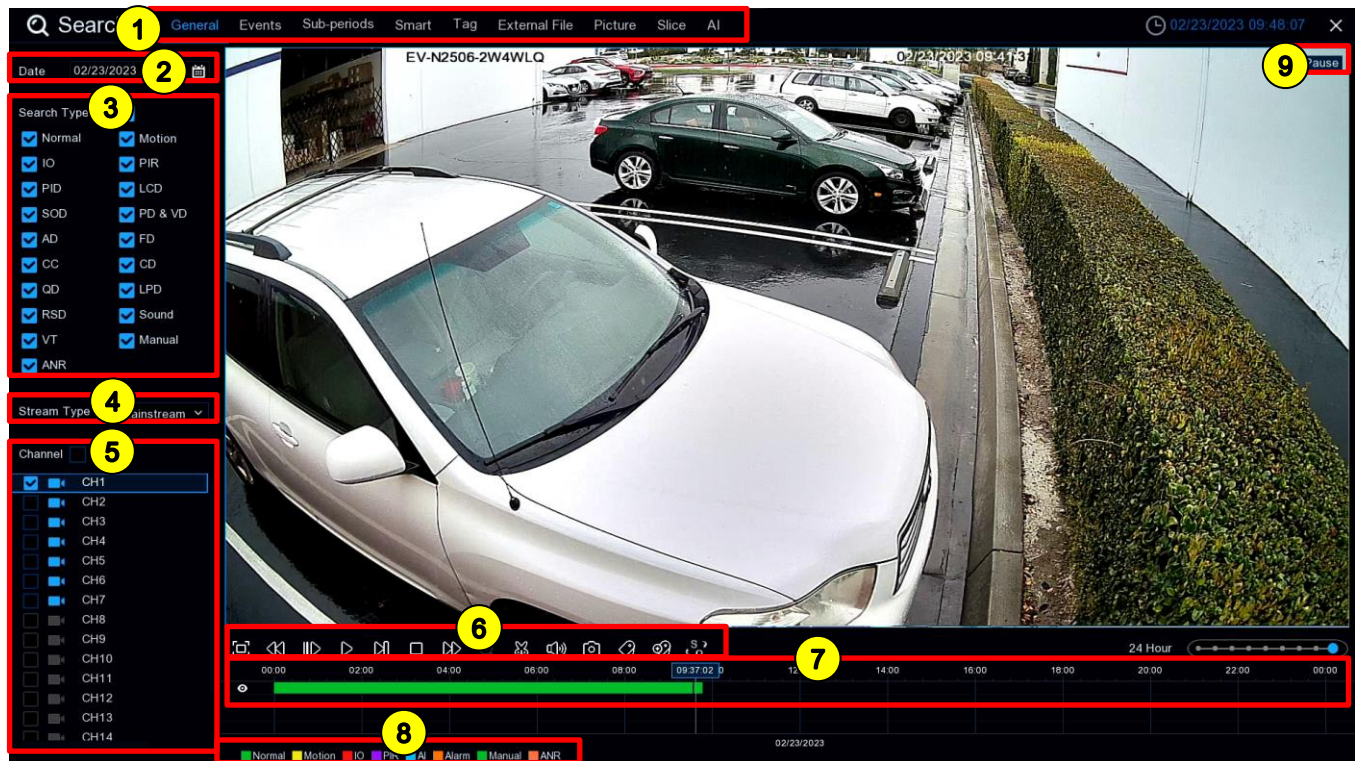 Search General Events Sub-periods Smart Tag External File Picture Slice AI 02/23/2023 09:48:07
1
Date 02/23/2023
2
EV-N2506-2W4WLQ 02/23/2023 09:41:3
9
Pause
Search Type
3
Normal Motion
IO PIR
PID LCD
SOD PD & VD
AD FD
CC CD
QD LPD
RSD Sound
VT Manual
ANR
Stream Type
4
ainstream
Channel
5
CH1
CH2
CH3
CH4
CH5
CH6
CH7
CH8
CH9
CH10
CH11
CH12
CH13
CH14
6
24 Hour
7
00:00 02:00 04:00 06:00 08:00 09:37:02 12 14:00 16:00 18:00 20:00 22:00 00:00
02/23/2023
8
Normal Motion IO PIR AI Alarm Manual ANR